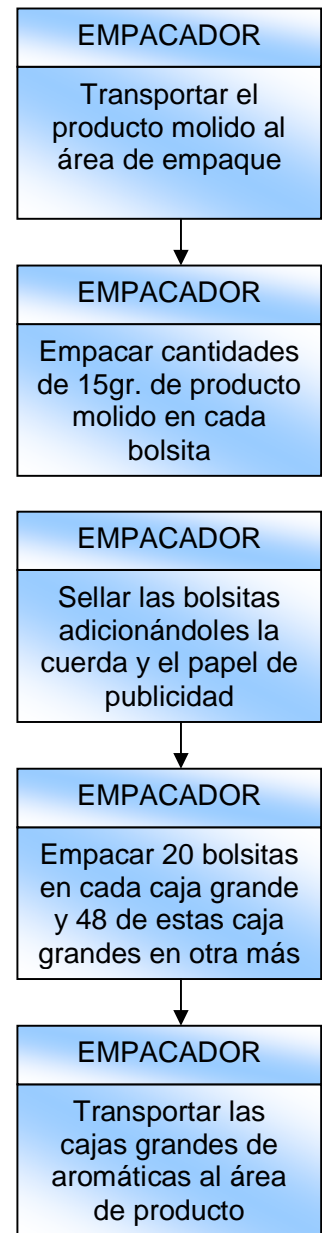 EMPACADOR
Transportar el
producto molido al
área de empaque
EMPACADOR
Empacar cantidades
de 15gr. de producto
molido en cada
bolsita
EMPACADOR
Sellar las bolsitas
adicionándoles la
cuerda y el papel de
publicidad
EMPACADOR
Empacar 20 bolsitas
en cada caja grande
y 48 de estas caja
grandes en otra más
EMPACADOR
Transportar las
cajas grandes de
aromáticas al área
de producto